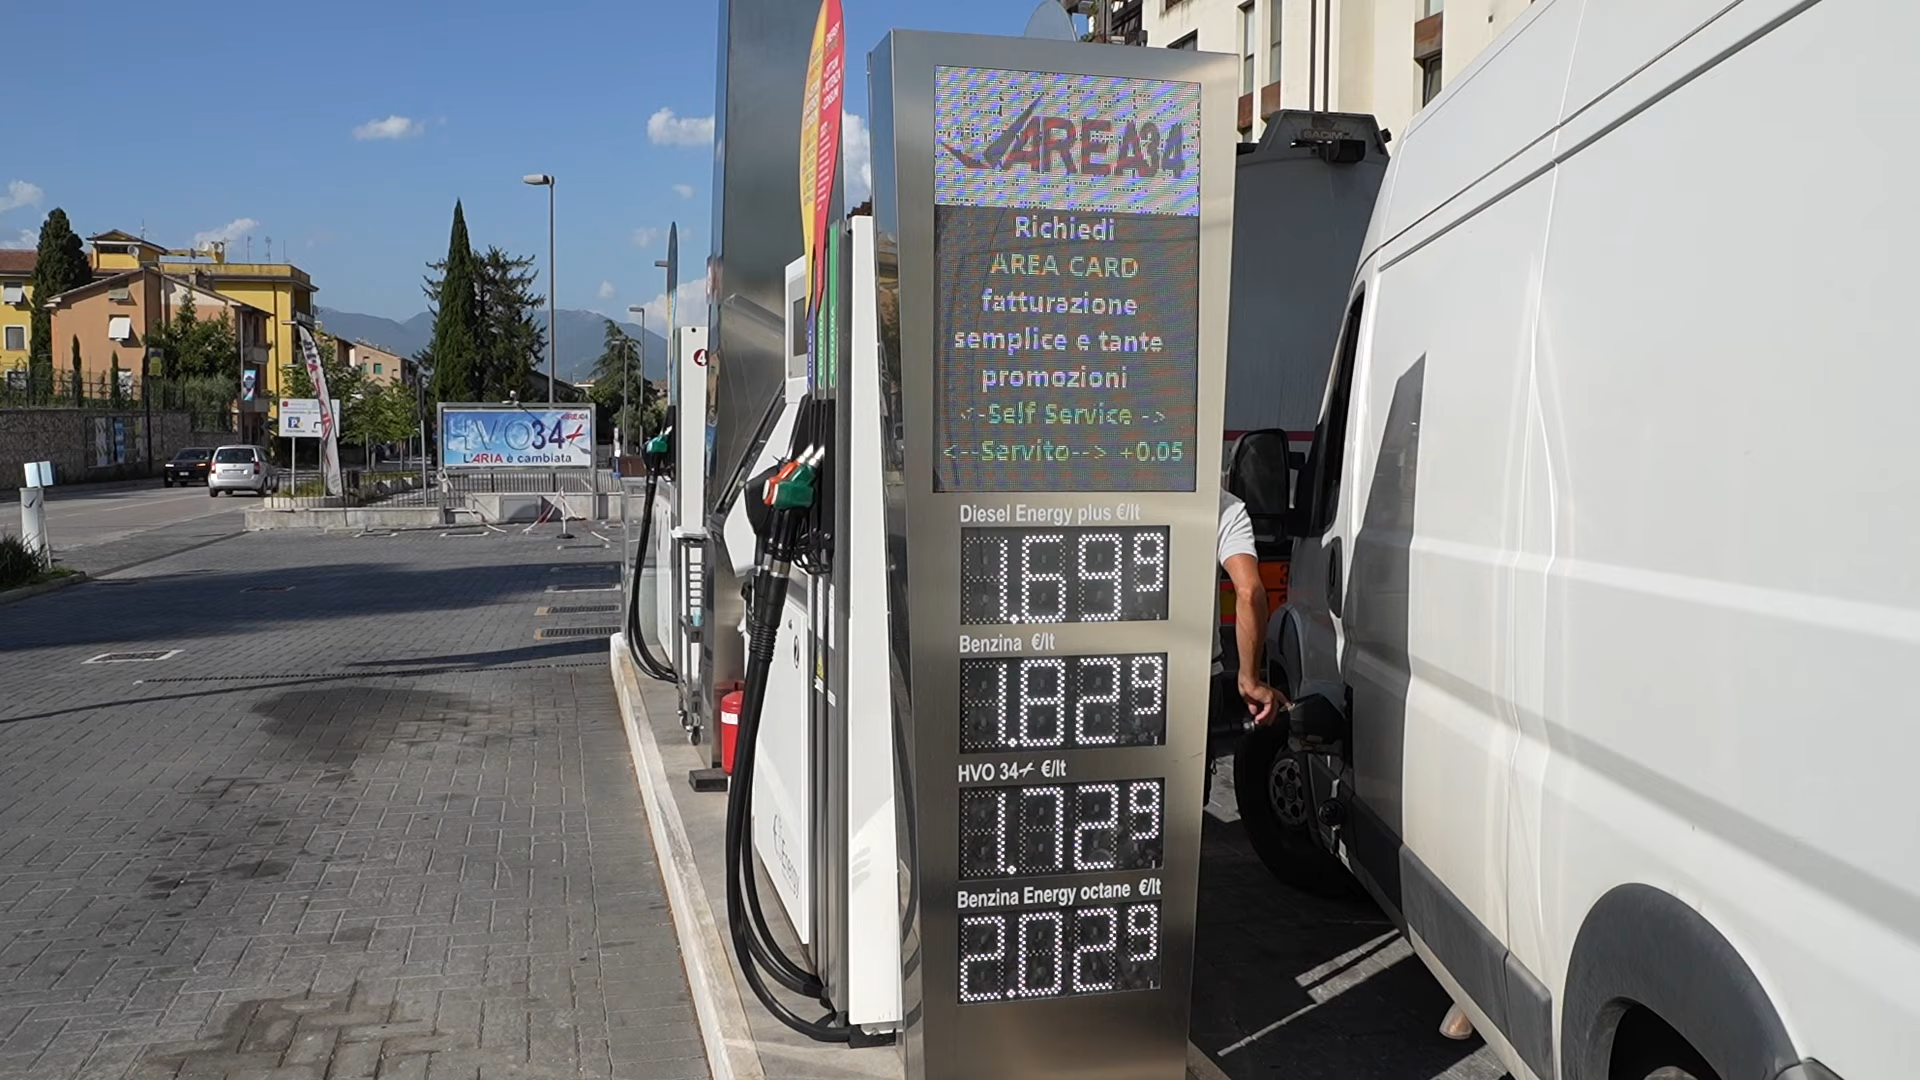 AREA34
Richiedi
AREA CARD
fatturazione
semplice e tante
promozioni
<-Self Service ->
<--Servito--> +0.05
Diesel Energy plus €/lt
1.699
Benzina €/lt
1.829
HVO 34+ €/lt
1.729
Benzina Energy octane €/lt
2.029
HVO34+
L'ARIA è cambiata
4
P
Energy
SACIM